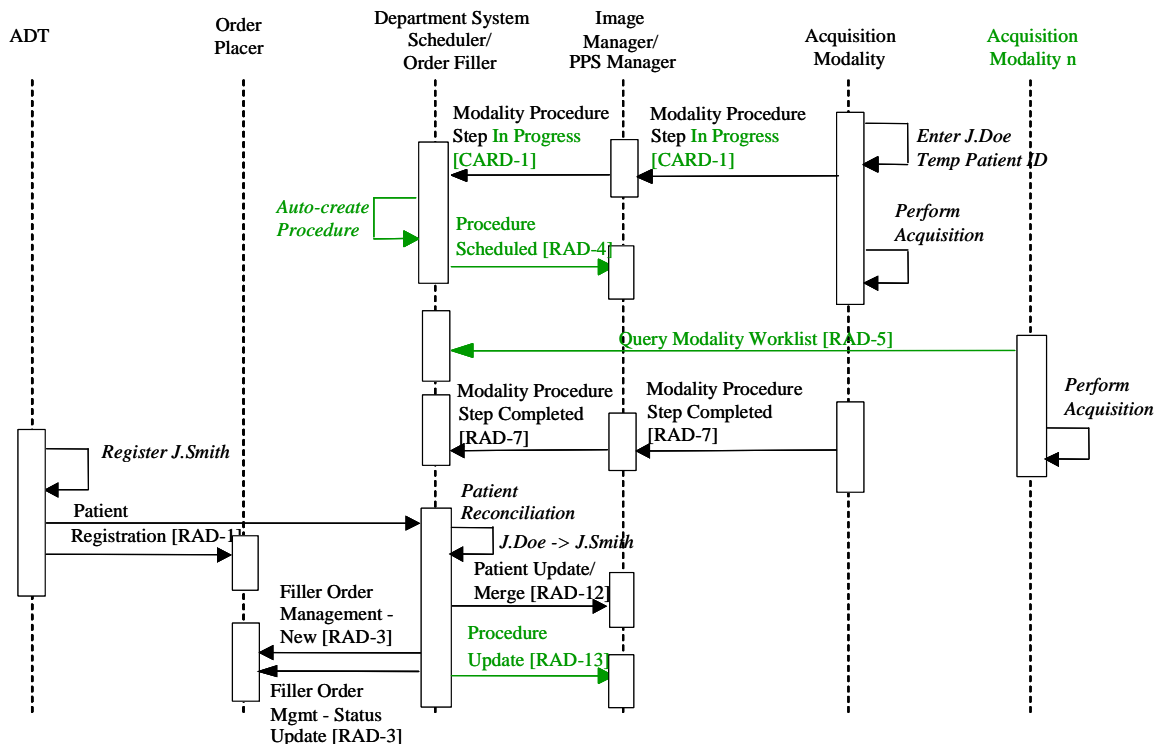 ADT
Order
Placer
Department System
Scheduler/
Order Filler
Image
Manager/
PPS Manager
Acquisition
Modality
Acquisition
Modality n
Modality Procedure
Step In Progress
[CARD-1]
Modality Procedure
Step In Progress
[CARD-1]
Enter J.Doe
Temp Patient ID
Auto-create
Procedure
Procedure
Scheduled [RAD-4]
Perform
Acquisition
Query Modality Worklist [RAD-5]
Modality Procedure
Step Completed
[RAD-7]
Modality Procedure
Step Completed
[RAD-7]
Perform
Acquisition
Register J.Smith
Patient
Registration [RAD-1]
Patient
Reconciliation
J.Doe -> J.Smith
Patient Update/
Merge [RAD-12]
Filler Order
Management -
New [RAD-3]
Procedure
Update [RAD-13]
Filler Order
Mgmt - Status
Update [RAD-3]